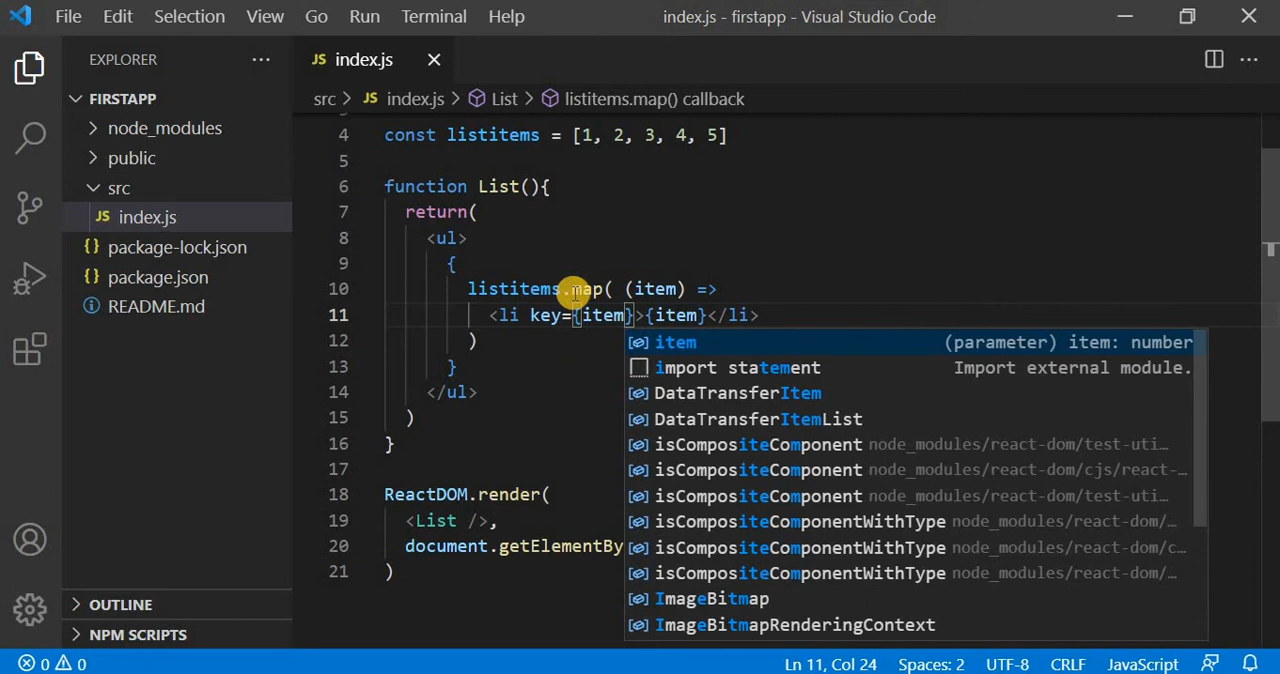 File Edit Selection View Go Run Terminal Help index.js - firstapp - Visual Studio Code
EXPLORER
JS index.js
FIRSTAPP
src > JS index.js > List > listitems.map() callback
node_modules
public
src
JS index.js
{} package-lock.json
{} package.json
README.md
4 const listitems = [1, 2, 3, 4, 5]
5
6 function List(){
7 return(
8 <ul>
9 {
10 listitems.map( (item) =>
11 <li key={item}>{item}</li>
12 )
13 }
14 </ul>
15 )
16 }
17
18 ReactDOM.render(
19 <List />,
20 document.getElementBy
21 )
item (parameter) item: number
import statement Import external module.
DataTransferItem
DataTransferItemList
isCompositeComponent node_modules/react-dom/test-uti…
isCompositeComponent node_modules/react-dom/cjs/react-…
isCompositeComponent node_modules/react-dom/test-uti…
isCompositeComponentWithType node_modules/react-dom/…
isCompositeComponentWithType node_modules/react-dom/c…
isCompositeComponentWithType node_modules/react-dom/…
ImageBitmap
ImageBitmapRenderingContext
OUTLINE
NPM SCRIPTS
0 0 Ln 11, Col 24 Spaces: 2 UTF-8 CRLF JavaScript